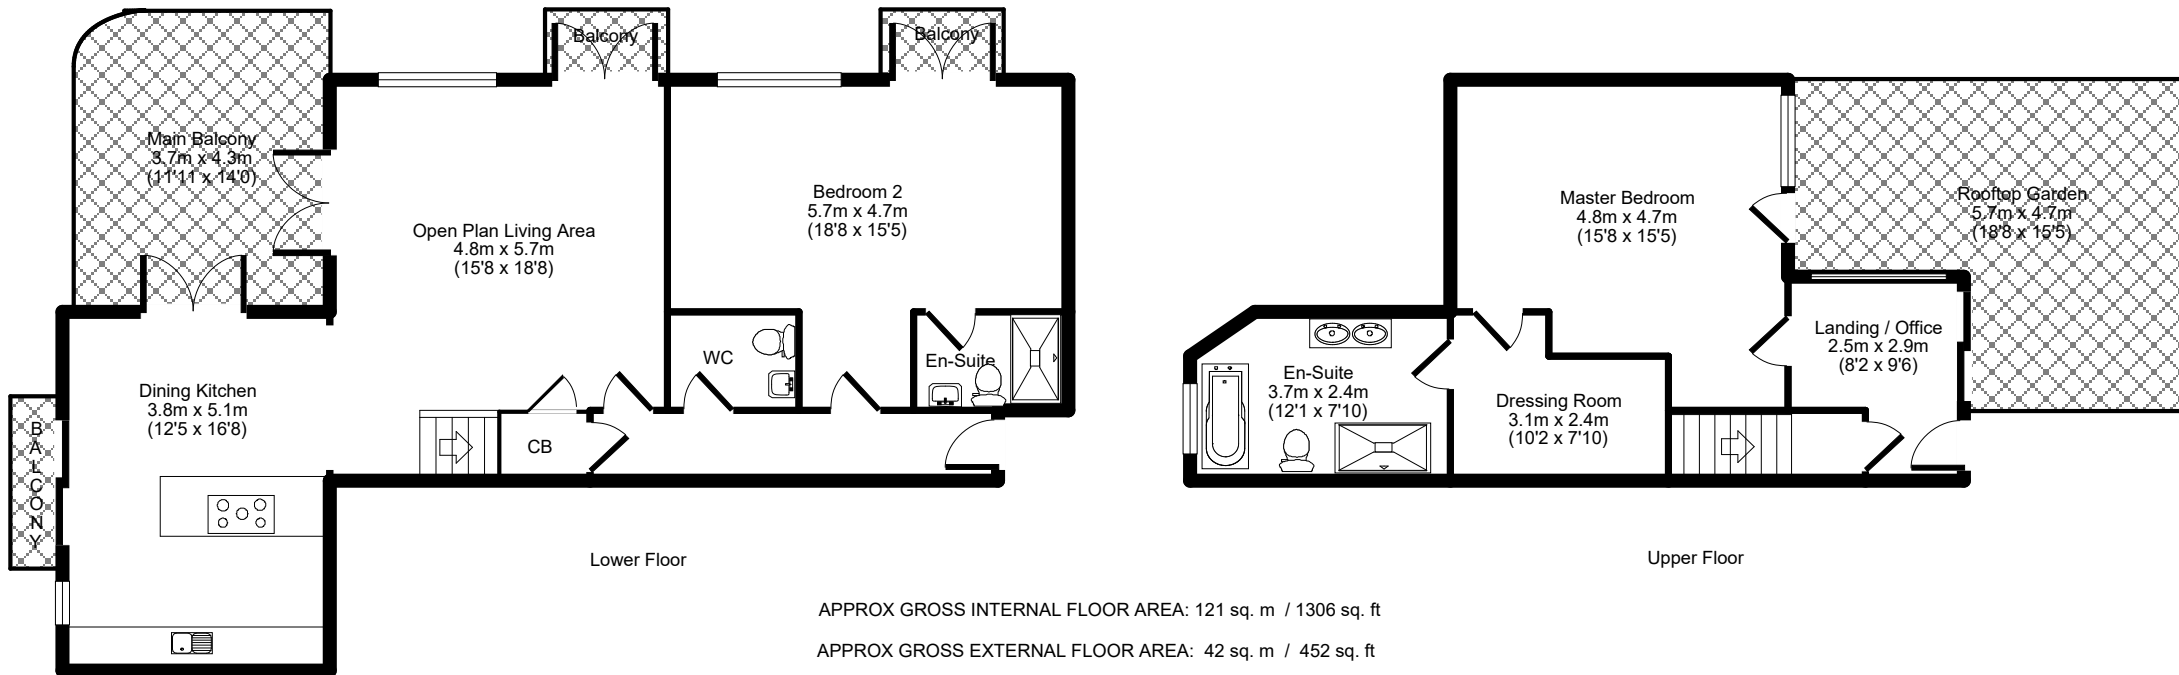 Balcony
Balcony
Main Balcony
3.7m x 4.3m
(11'11 x 14'0)
Open Plan Living Area
4.8m x 5.7m
(15'8 x 18'8)
Bedroom 2
5.7m x 4.7m
(18'8 x 15'5)
WC
En-Suite
Dining Kitchen
3.8m x 5.1m
(12'5 x 16'8)
BALCONY
CB
Lower Floor
Master Bedroom
4.8m x 4.7m
(15'8 x 15'5)
Rooftop Garden
5.7m x 4.7m
(18'8 x 15'5)
Landing / Office
2.5m x 2.9m
(8'2 x 9'6)
En-Suite
3.7m x 2.4m
(12'1 x 7'10)
Dressing Room
3.1m x 2.4m
(10'2 x 7'10)
Upper Floor
APPROX GROSS INTERNAL FLOOR AREA: 121 sq. m / 1306 sq. ft
APPROX GROSS EXTERNAL FLOOR AREA: 42 sq. m / 452 sq. ft